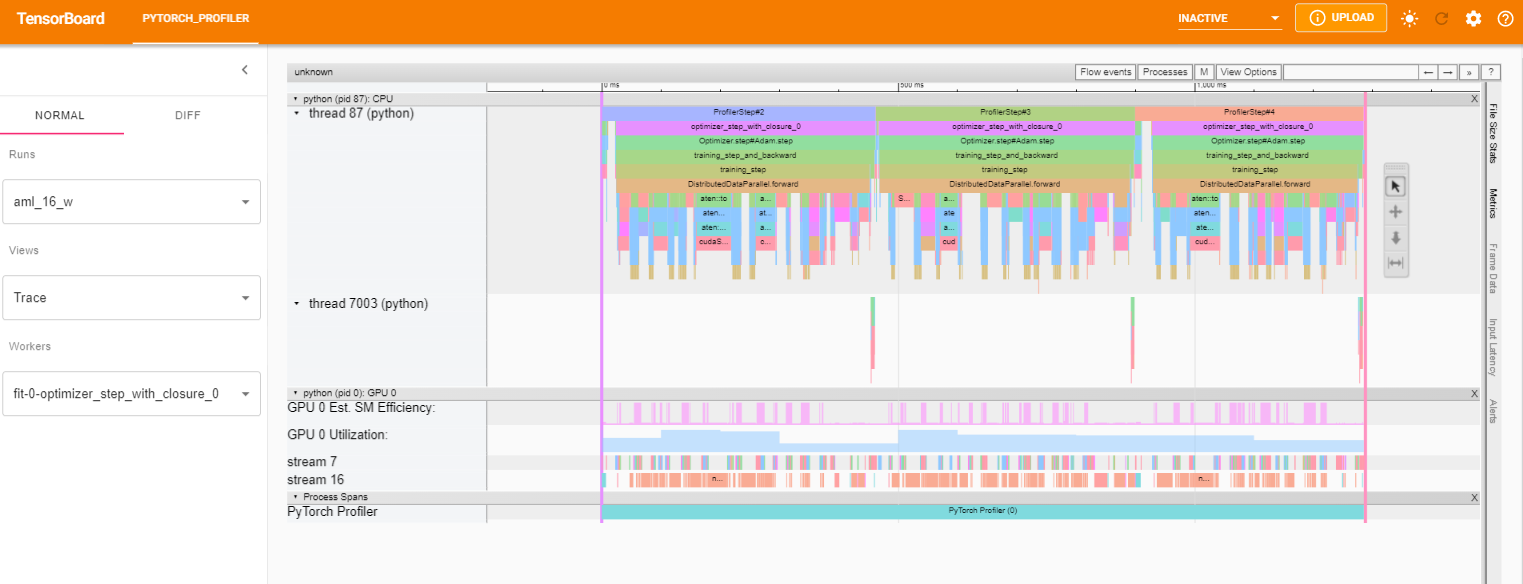 TensorBoard PYTORCH_PROFILER INACTIVE UPLOAD
NORMAL DIFF
Runs
aml_16_w
Views
Trace
Workers
fit-0-optimizer_step_with_closure_0
unknown Flow events Processes M View Options ← → » ?
0 ms 500 ms 1,000 ms
python (pid 87): CPU X
thread 87 (python) ProfilerStep#2 ProfilerStep#3 ProfilerStep#4
optimizer_step_with_closure_0 optimizer_step_with_closure_0 optimizer_step_with_closure_0
Optimizer.step#Adam.step Optimizer.step#Adam.step Optimizer.step#Adam.step
training_step_and_backward training_step_and_backward training_step_and_backward
training_step training_step training_step
DistributedDataParallel.forward DistributedDataParallel.forward DistributedDataParallel.forward
aten::to a... S... a... aten::to
aten... at... ate aten...
aten:... a... a... ate...
cudaS... c... cud cud...
thread 7003 (python)
python (pid 0): GPU 0 X
GPU 0 Est. SM Efficiency:
GPU 0 Utilization:
stream 7
stream 16 n... n...
Process Spans X
PyTorch Profiler PyTorch Profiler (0)
File Size Stats
Metrics
Frame Data
Input Latency
Alerts